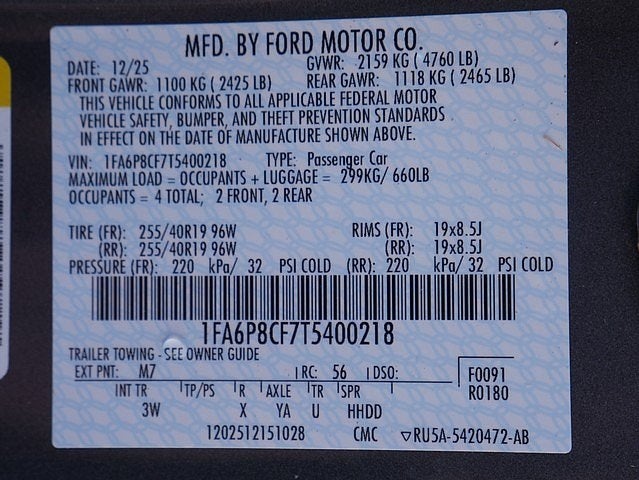 MFD. BY FORD MOTOR CO.
DATE: 12/25 GVWR: 2159 KG ( 4760 LB)
FRONT GAWR: 1100 KG ( 2425 LB) REAR GAWR: 1118 KG ( 2465 LB)
THIS VEHICLE CONFORMS TO ALL APPLICABLE FEDERAL MOTOR
VEHICLE SAFETY, BUMPER, AND THEFT PREVENTION STANDARDS
IN EFFECT ON THE DATE OF MANUFACTURE SHOWN ABOVE.
VIN: 1FA6P8CF7T5400218 TYPE: Passenger Car
MAXIMUM LOAD = OCCUPANTS + LUGGAGE = 299KG/ 660LB
OCCUPANTS = 4 TOTAL; 2 FRONT, 2 REAR
TIRE (FR): 255/40R19 96W RIMS (FR): 19x8.5J
(RR): 255/40R19 96W (RR): 19x8.5J
PRESSURE (FR): 220 kPa/ 32 PSI COLD (RR): 220 kPa/ 32 PSI COLD
1FA6P8CF7T5400218
TRAILER TOWING - SEE OWNER GUIDE
EXT PNT: M7 RC: 56 DSO: F0091
R0180
INT TR TP/PS R AXLE TR SPR
3W X YA U HHDD
1202512151028 CMC ▽RU5A-5420472-AB